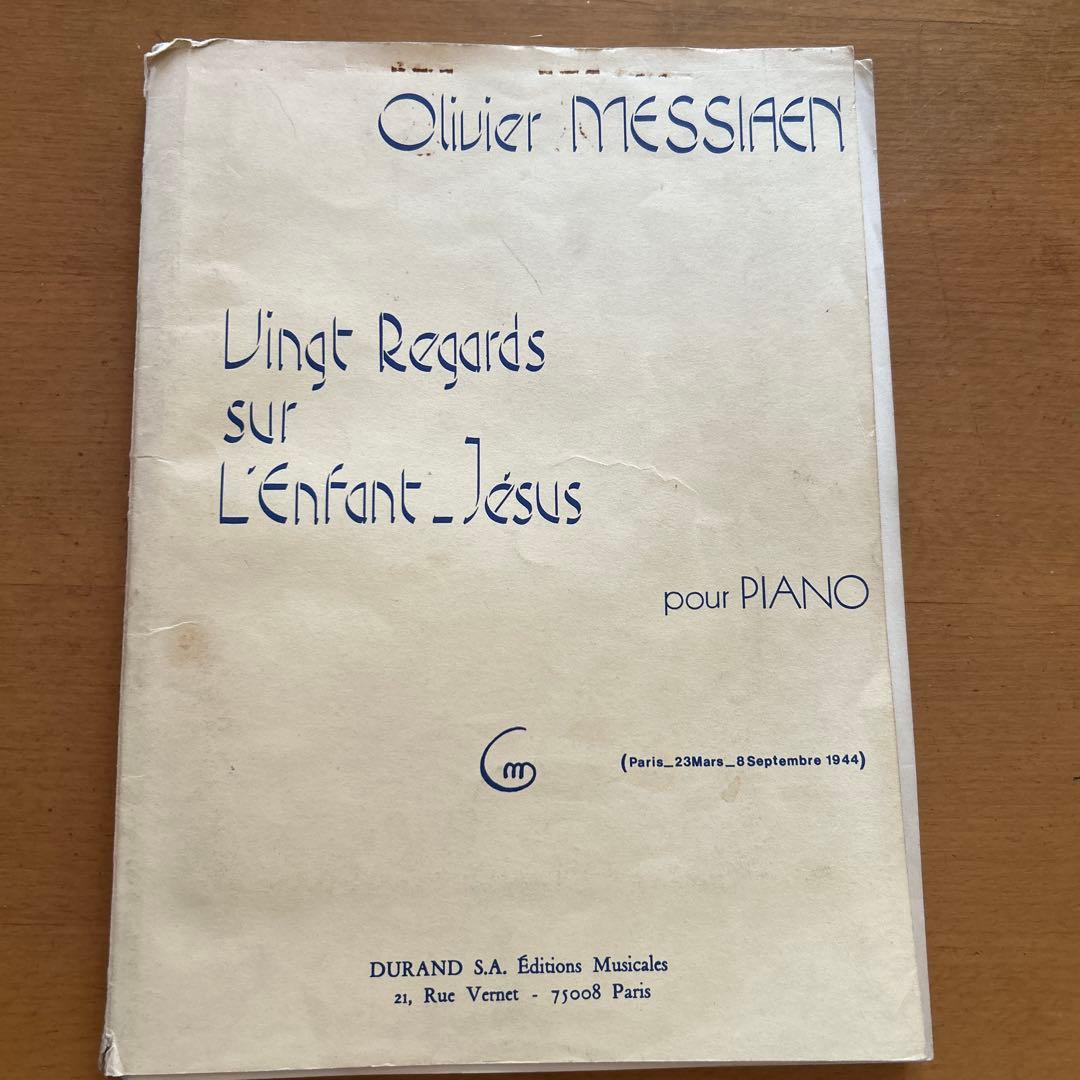 Olivier MESSIAEN
Vingt Regards
sur
L'Enfant_Jésus
pour PIANO
(Paris_23Mars_8Septembre 1944)
DURAND S.A. Éditions Musicales
21, Rue Vernet - 75008 Paris